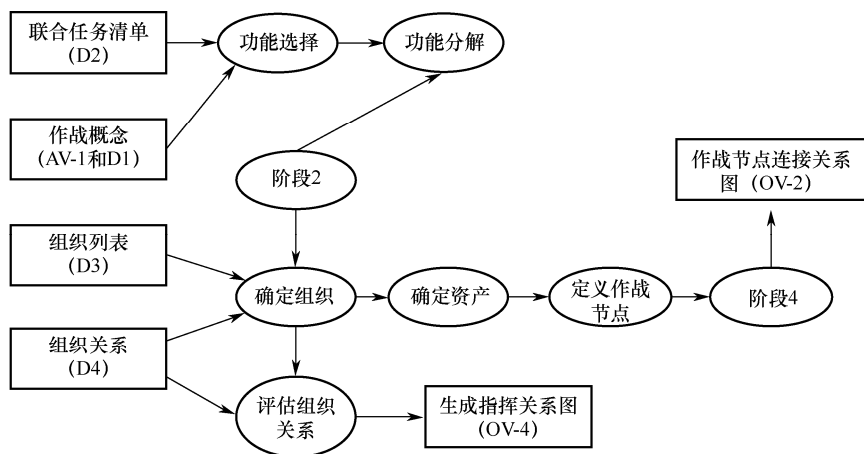 联合任务清单
（D2）
功能选择
功能分解
作战概念
（AV-1和D1）
阶段2
作战节点连接关系
图（OV-2）
组织列表
（D3）
确定组织
确定资产
定义作战
节点
阶段4
组织关系
（D4）
评估组织
关系
生成指挥关系图
（OV-4）